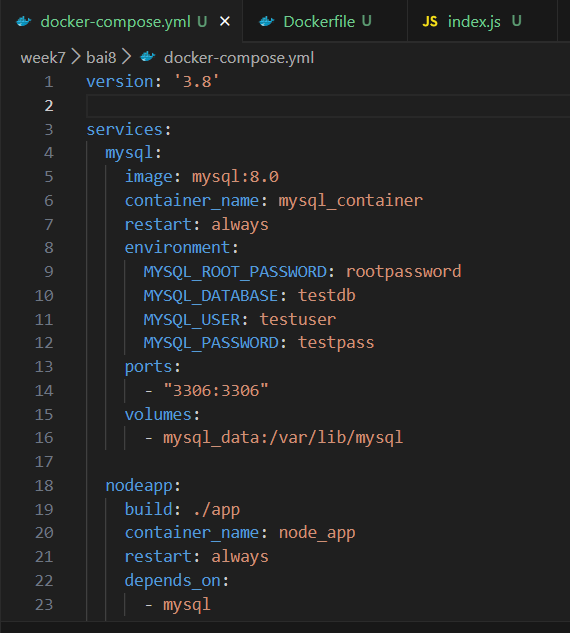 docker-compose.yml U × Dockerfile U JS index.js U
week7 > bai8 > docker-compose.yml
1 version: '3.8'
2
3 services:
4   mysql:
5     image: mysql:8.0
6     container_name: mysql_container
7     restart: always
8     environment:
9       MYSQL_ROOT_PASSWORD: rootpassword
10       MYSQL_DATABASE: testdb
11       MYSQL_USER: testuser
12       MYSQL_PASSWORD: testpass
13     ports:
14       - "3306:3306"
15     volumes:
16       - mysql_data:/var/lib/mysql
17
18   nodeapp:
19     build: ./app
20     container_name: node_app
21     restart: always
22     depends_on:
23       - mysql